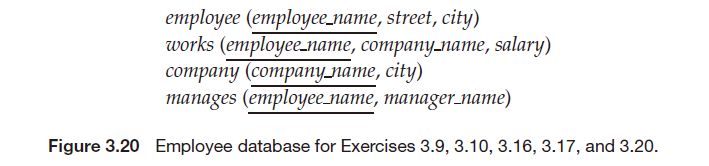 employee (employee_name, street, city)
works (employee_name, company_name, salary)
company (company_name, city)
manages (employee_name, manager_name)
Figure 3.20 Employee database for Exercises 3.9, 3.10, 3.16, 3.17, and 3.20.